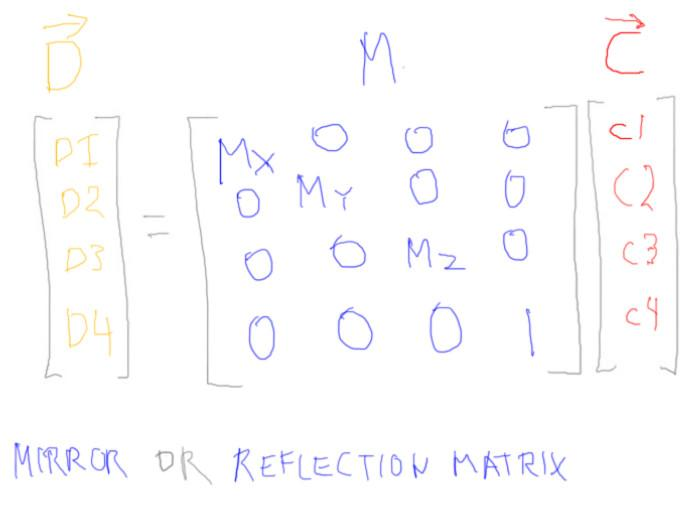 D M C
D1 Mx 0 0 0 C1
D2 = 0 My 0 0 C2
D3 0 0 Mz 0 C3
D4 0 0 0 1 C4
MIRROR OR REFLECTION MATRIX